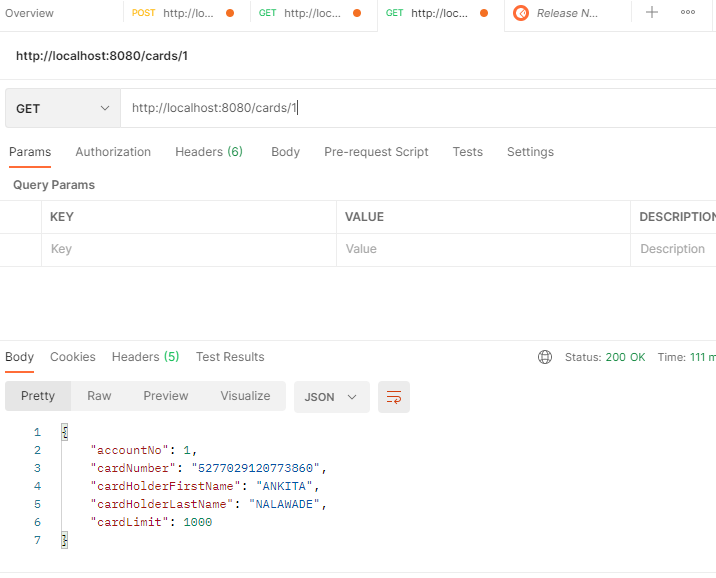 Overview POST http://lo... GET http://loc... GET http://loc... Release N...
http://localhost:8080/cards/1
GET http://localhost:8080/cards/1
Params Authorization Headers (6) Body Pre-request Script Tests Settings
Query Params
KEY VALUE DESCRIPTION
Key Value Description
Body Cookies Headers (5) Test Results Status: 200 OK Time: 111 m
Pretty Raw Preview Visualize JSON
1 {
2 "accountNo": 1,
3 "cardNumber": "5277029120773860",
4 "cardHolderFirstName": "ANKITA",
5 "cardHolderLastName": "NALAWADE",
6 "cardLimit": 1000
7 }